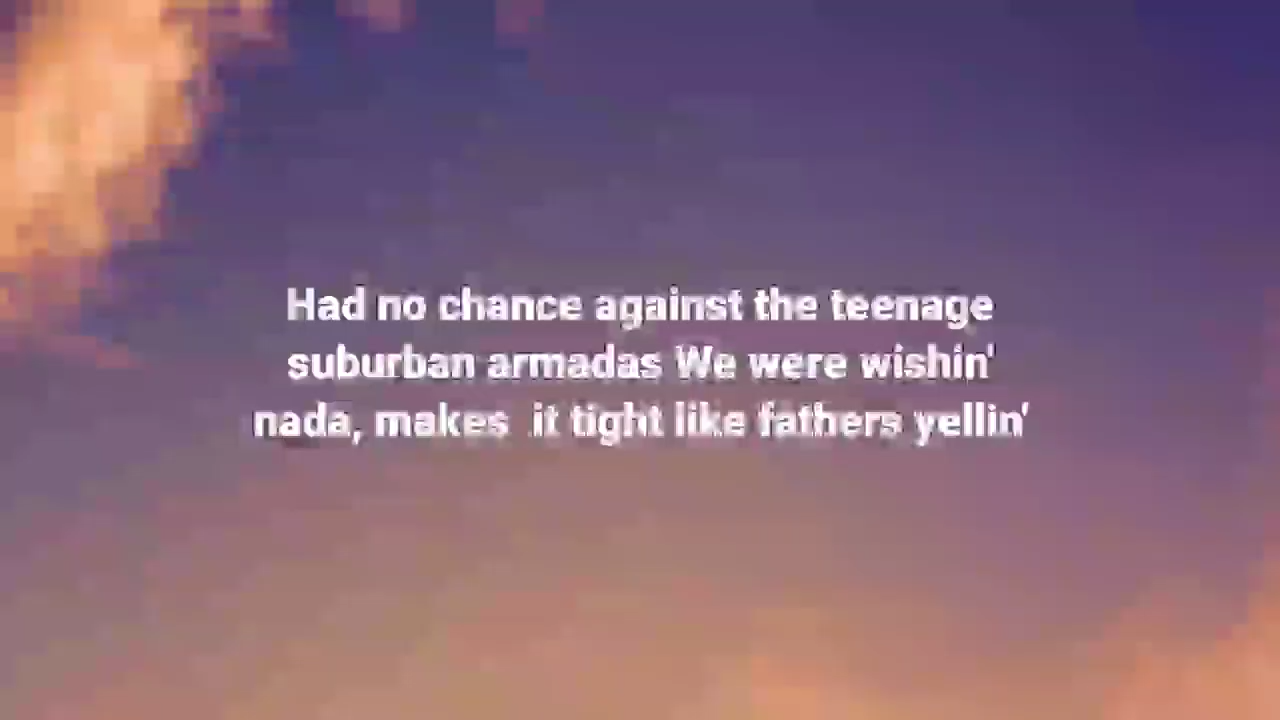 Had no chance against the teenage
suburban armadas We were wishin'
nada, makes  it tight like fathers yellin'